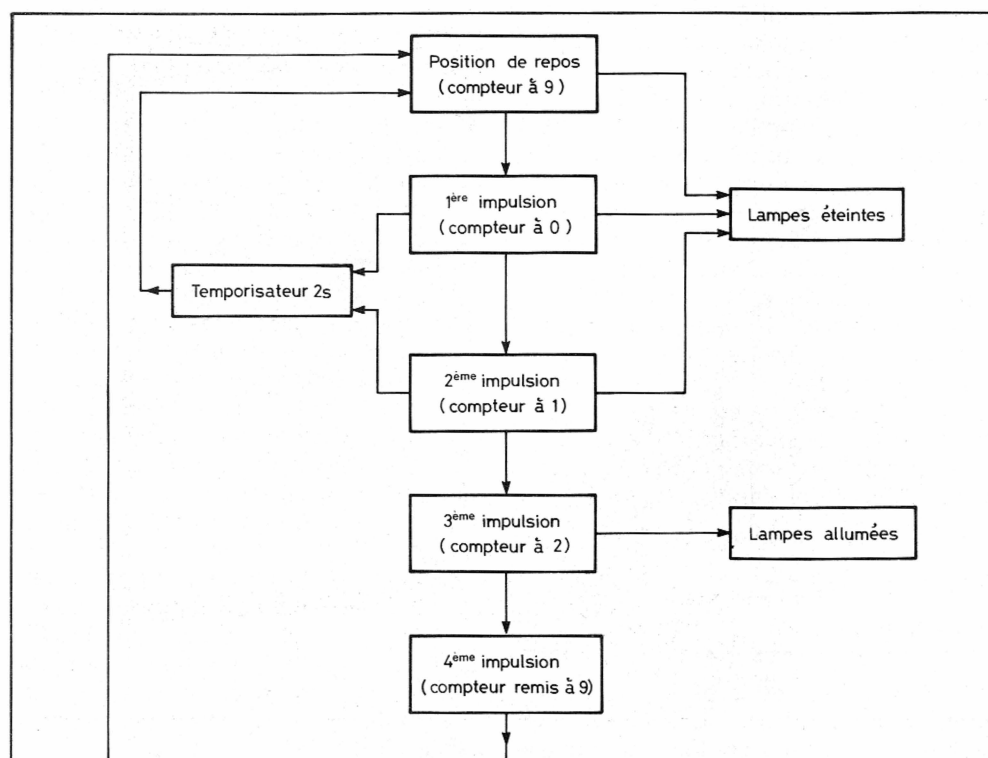 Position de repos
(compteur à 9)
1ère impulsion
(compteur à 0)
Lampes éteintes
Temporisateur 2s
2ème impulsion
(compteur à 1)
3ème impulsion
(compteur à 2)
Lampes allumées
4ème impulsion
(compteur remis à 9)